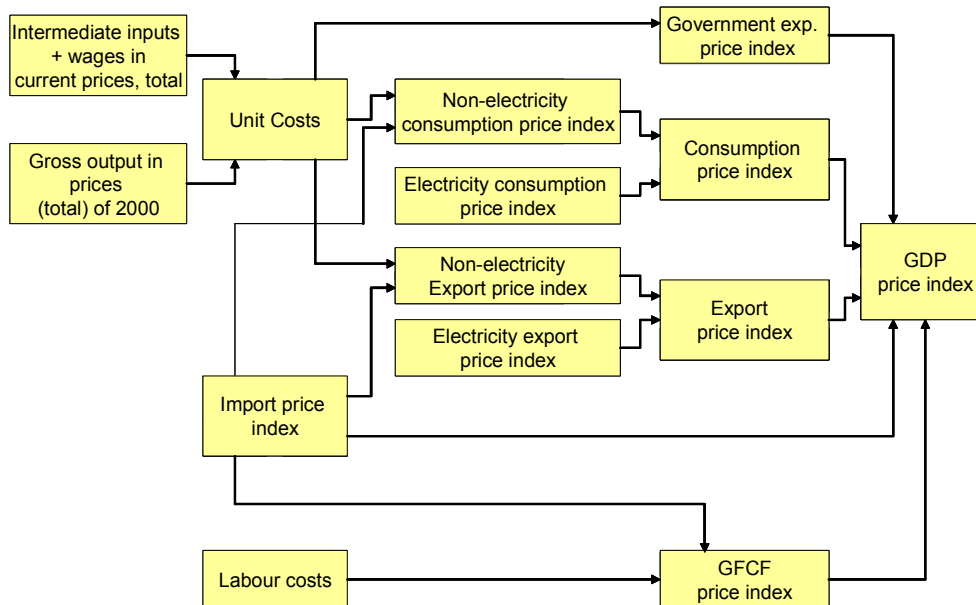 Intermediate inputs
+ wages in
current prices, total
Government exp.
price index
Unit Costs
Non-electricity
consumption price index
Gross output in
prices
(total) of 2000
Consumption
price index
Electricity consumption
price index
GDP
price index
Non-electricity
Export price index
Export
price index
Electricity export
price index
Import price
index
Labour costs
GFCF
price index